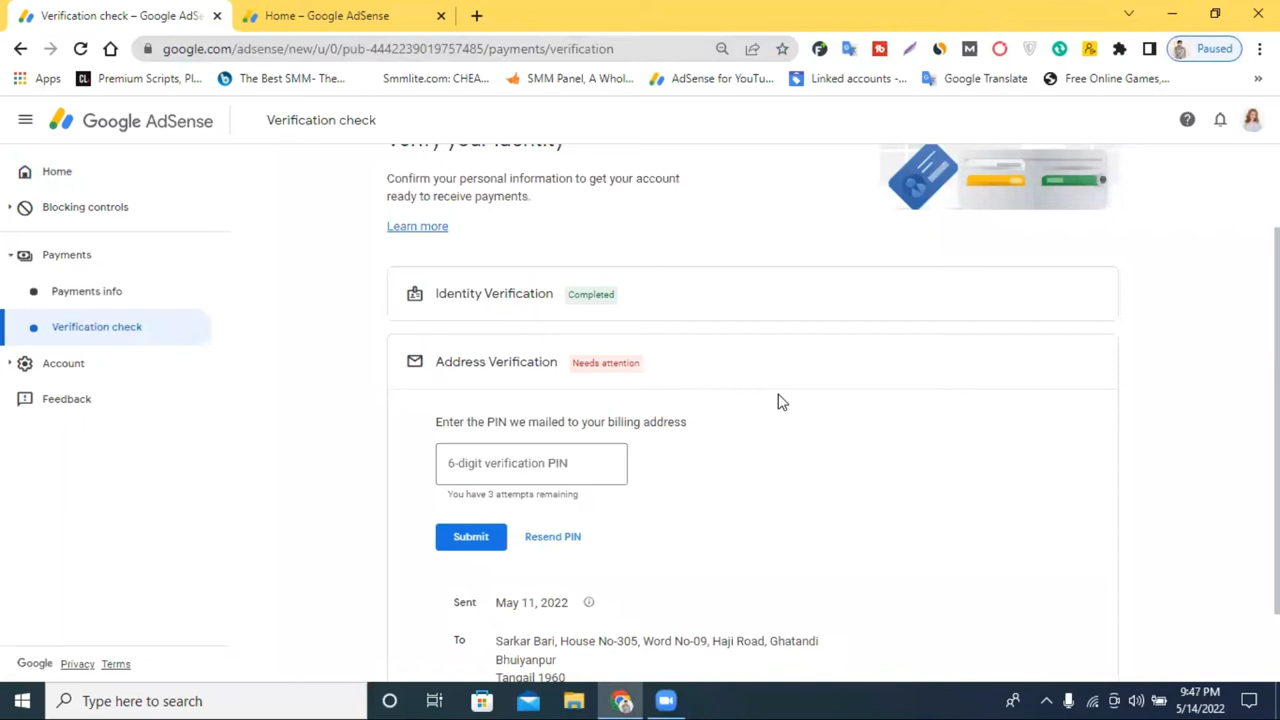 Verification check – Google AdSe
Home – Google AdSense
google.com/adsense/new/u/0/pub-4442239019757485/payments/verification
Paused
Apps
Premium Scripts, Pl...
The Best SMM- The...
Smmlite.com: CHEA...
SMM Panel, A Whol...
AdSense for YouTu...
Linked accounts -...
Google Translate
Free Online Games,...
Google AdSense
Verification check
Home
Blocking controls
Payments
Payments info
Verification check
Account
Feedback
Google Privacy Terms
Verify your identity
Confirm your personal information to get your account
ready to receive payments.
Learn more
Identity Verification Completed
Address Verification Needs attention
Enter the PIN we mailed to your billing address
6-digit verification PIN
You have 3 attempts remaining
Submit Resend PIN
Sent May 11, 2022
To Sarkar Bari, House No-305, Word No-09, Haji Road, Ghatandi
Bhuiyanpur
Tangail 1960
Type here to search
9:47 PM
5/14/2022